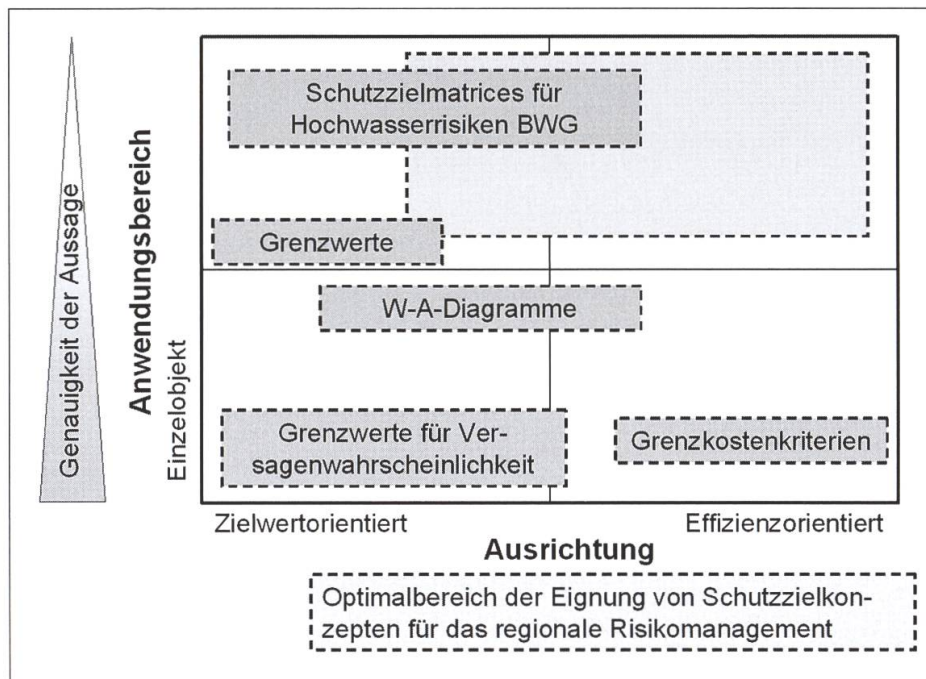 Genauigkeit der Aussage
Anwendungsbereich
Einzelobjekt
Schutzzielmatrices für
Hochwasserrisiken BWG
Grenzwerte
W-A-Diagramme
Grenzwerte für Ver-
sagenwahrscheinlichkeit
Grenzkostenkriterien
Zielwertorientiert
Effizienzorientiert
Ausrichtung
Optimalbereich der Eignung von Schutzzielkon-
zepten für das regionale Risikomanagement